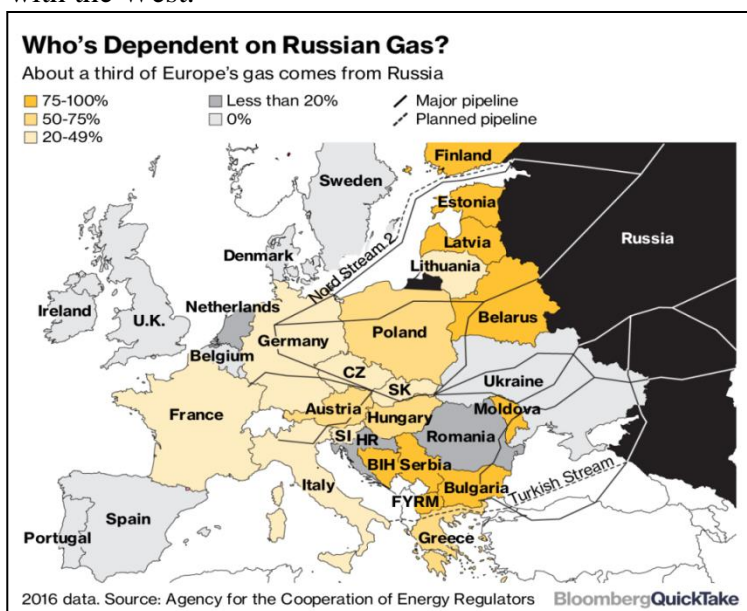 with the West.
Who's Dependent on Russian Gas?
About a third of Europe's gas comes from Russia
75-100%
50-75%
20-49%
Less than 20%
0%
Major pipeline
Planned pipeline
Finland
Sweden
Estonia
Latvia
Lithuania
Russia
Denmark
Nord Stream 2
Ireland
U.K.
Netherlands
Belgium
Germany
Poland
Belarus
CZ
SK
Ukraine
France
Austria
Hungary
Moldova
SI
HR
Romania
BIH
Serbia
Italy
FYRM
Bulgaria
Turkish Stream
Portugal
Spain
Greece
2016 data. Source: Agency for the Cooperation of Energy Regulators
BloombergQuickTake